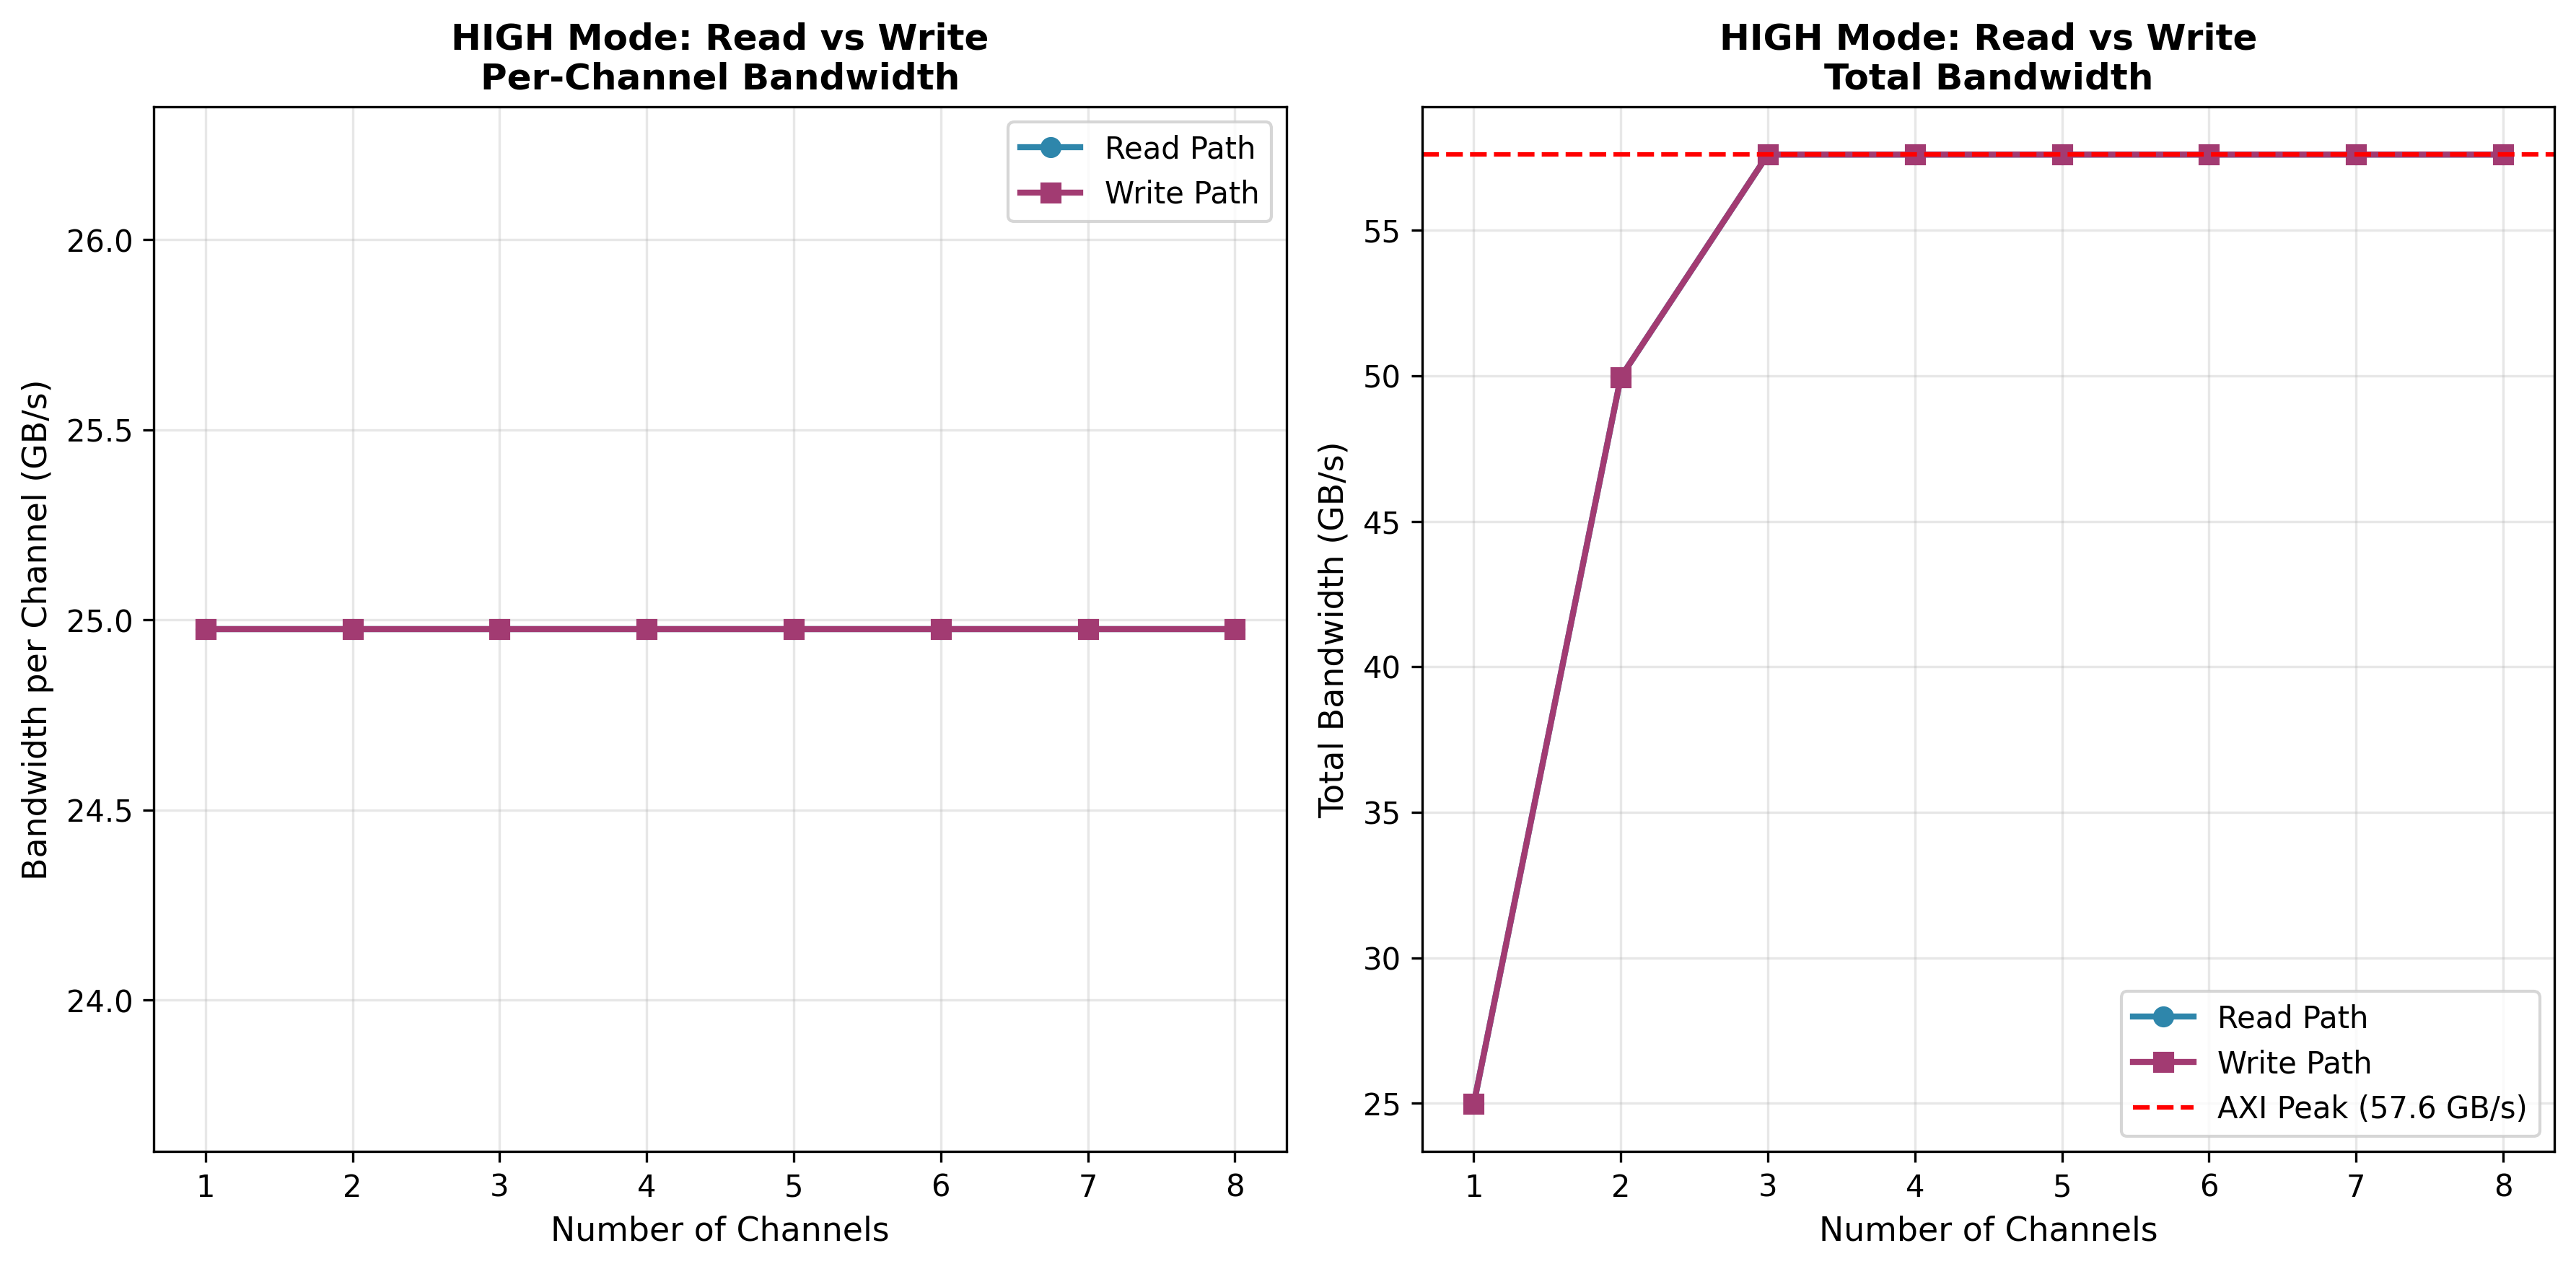 HIGH Mode: Read vs Write
Per-Channel Bandwidth
Bandwidth per Channel (GB/s)
26.0
25.5
25.0
24.5
24.0
1 2 3 4 5 6 7 8
Number of Channels
Read Path
Write Path
HIGH Mode: Read vs Write
Total Bandwidth
Total Bandwidth (GB/s)
55
50
45
40
35
30
25
1 2 3 4 5 6 7 8
Number of Channels
Read Path
Write Path
AXI Peak (57.6 GB/s)